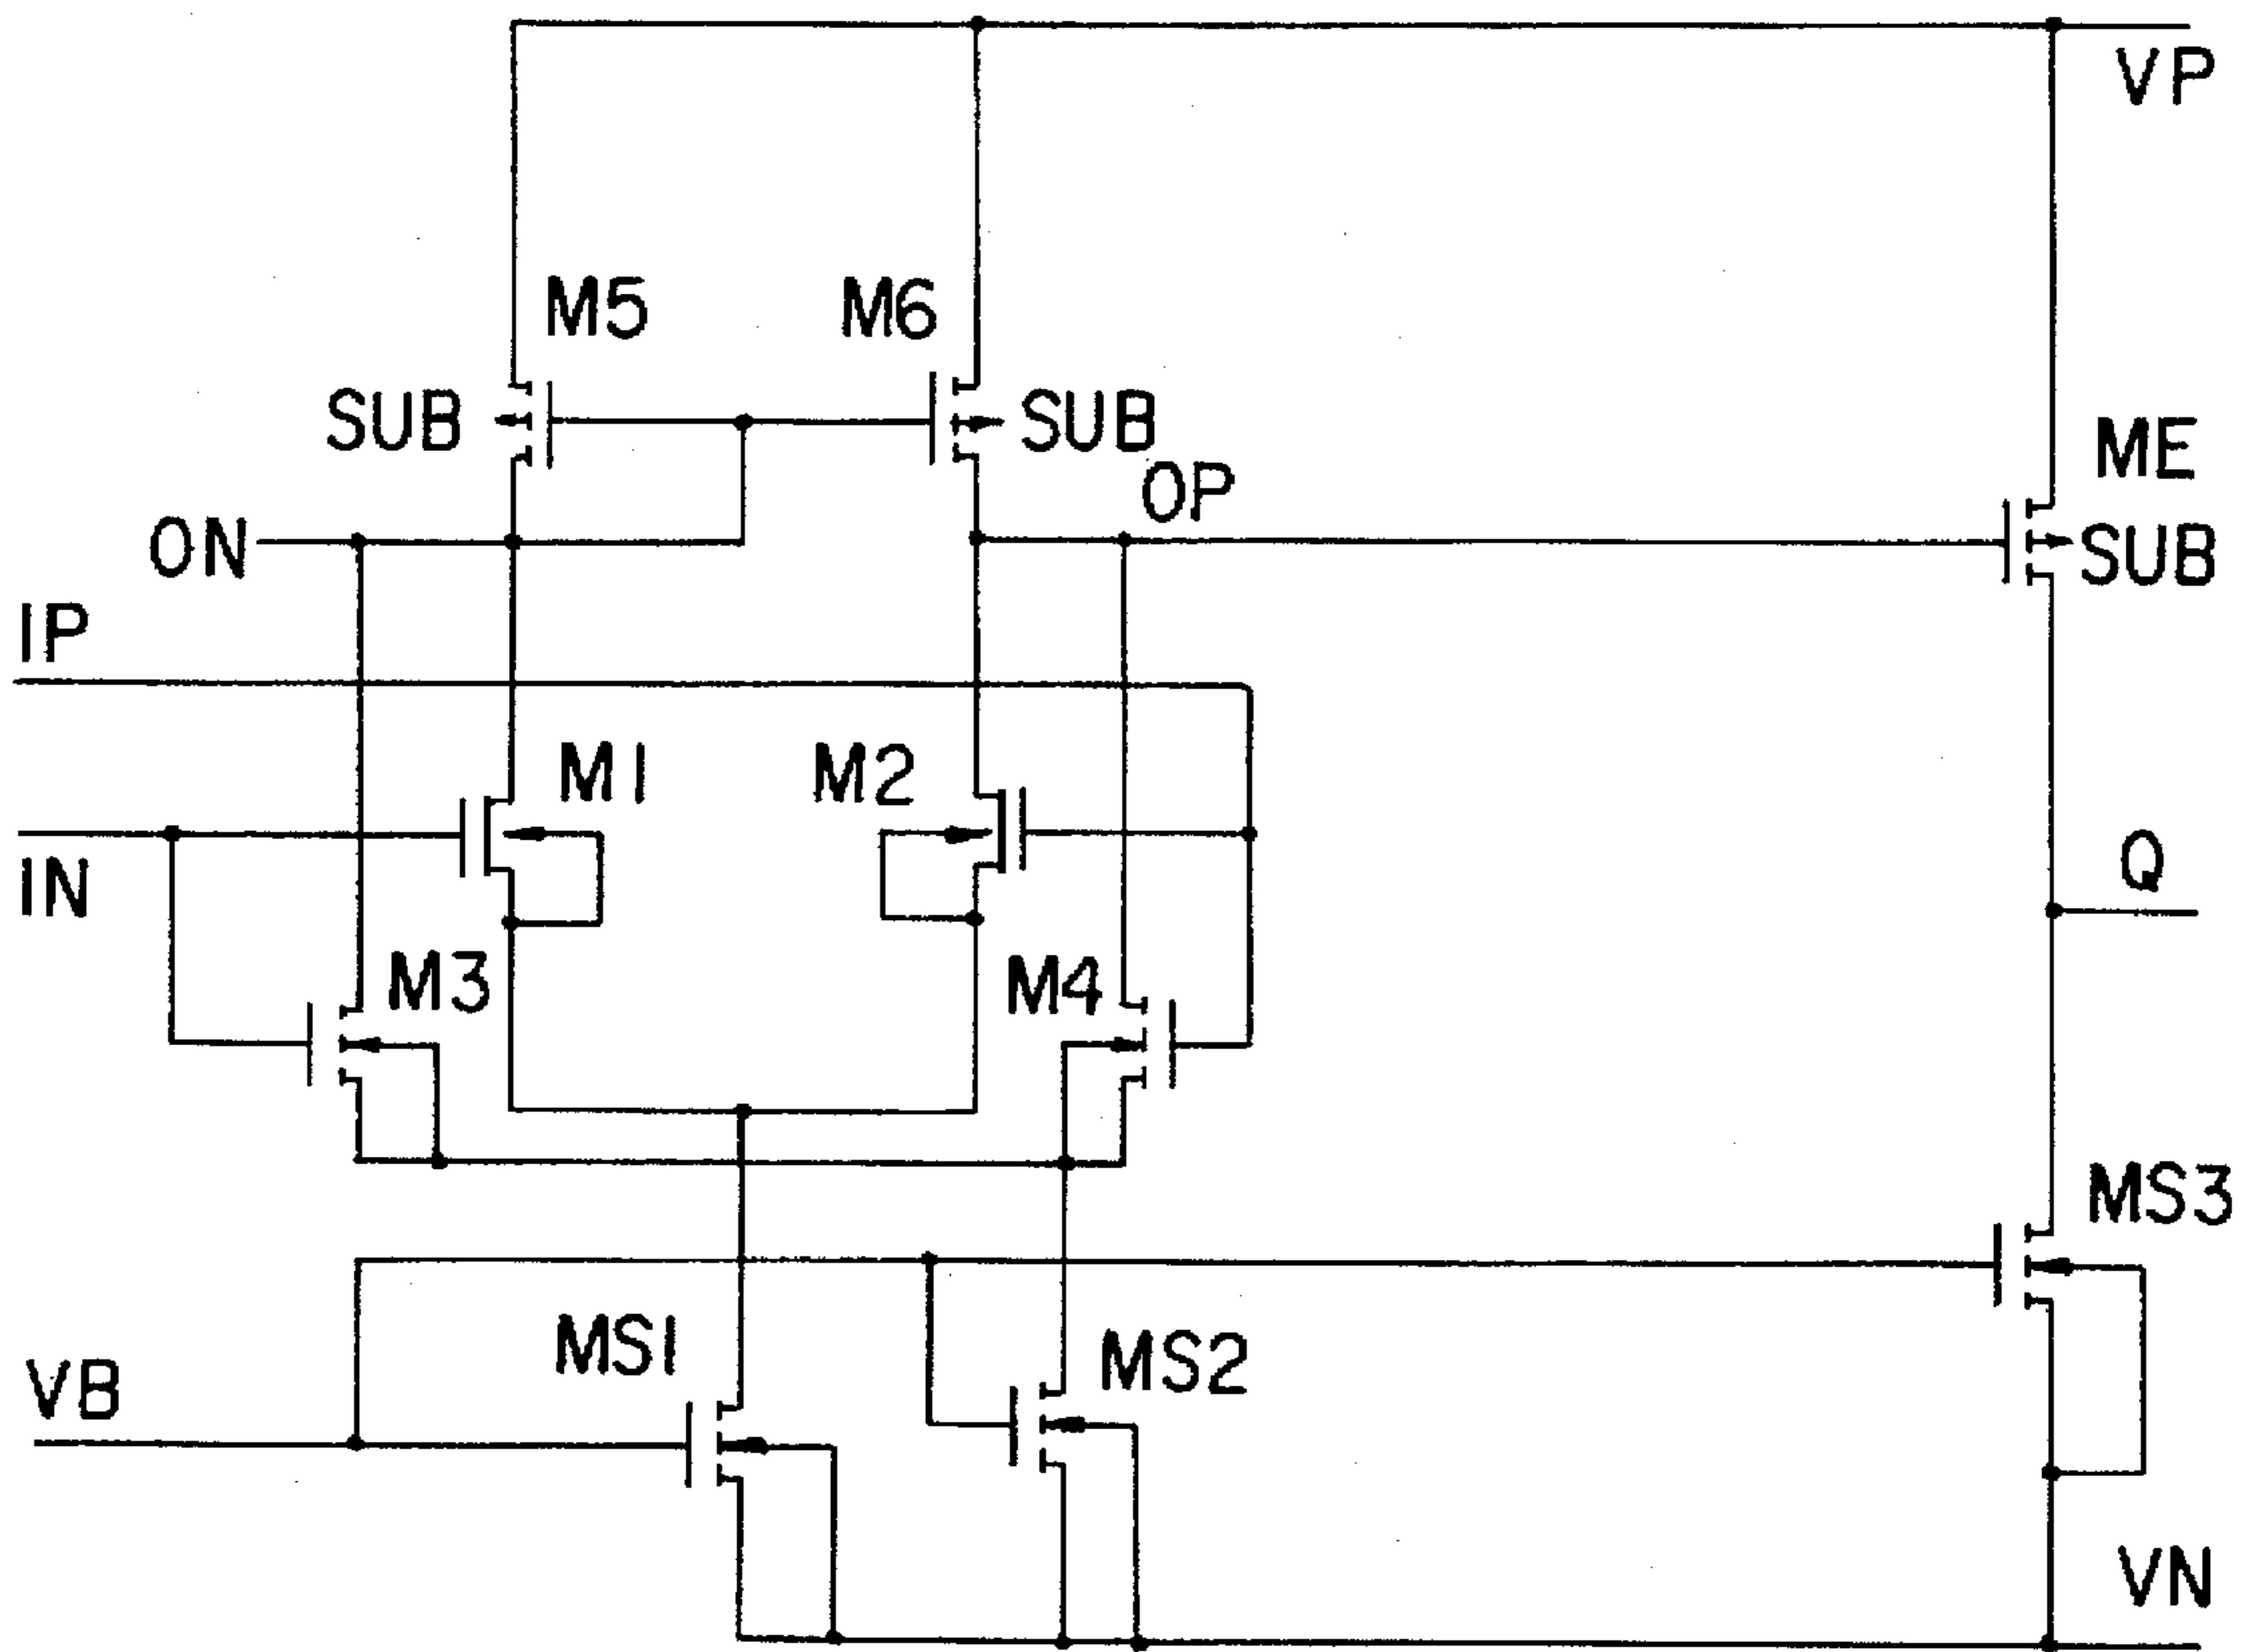 VP
M5 M6
SUB SUB
ME
OP
ON
SUB
IP
M1 M2
Q
IN
M3 M4
MS3
MS1 MS2
VB
VN